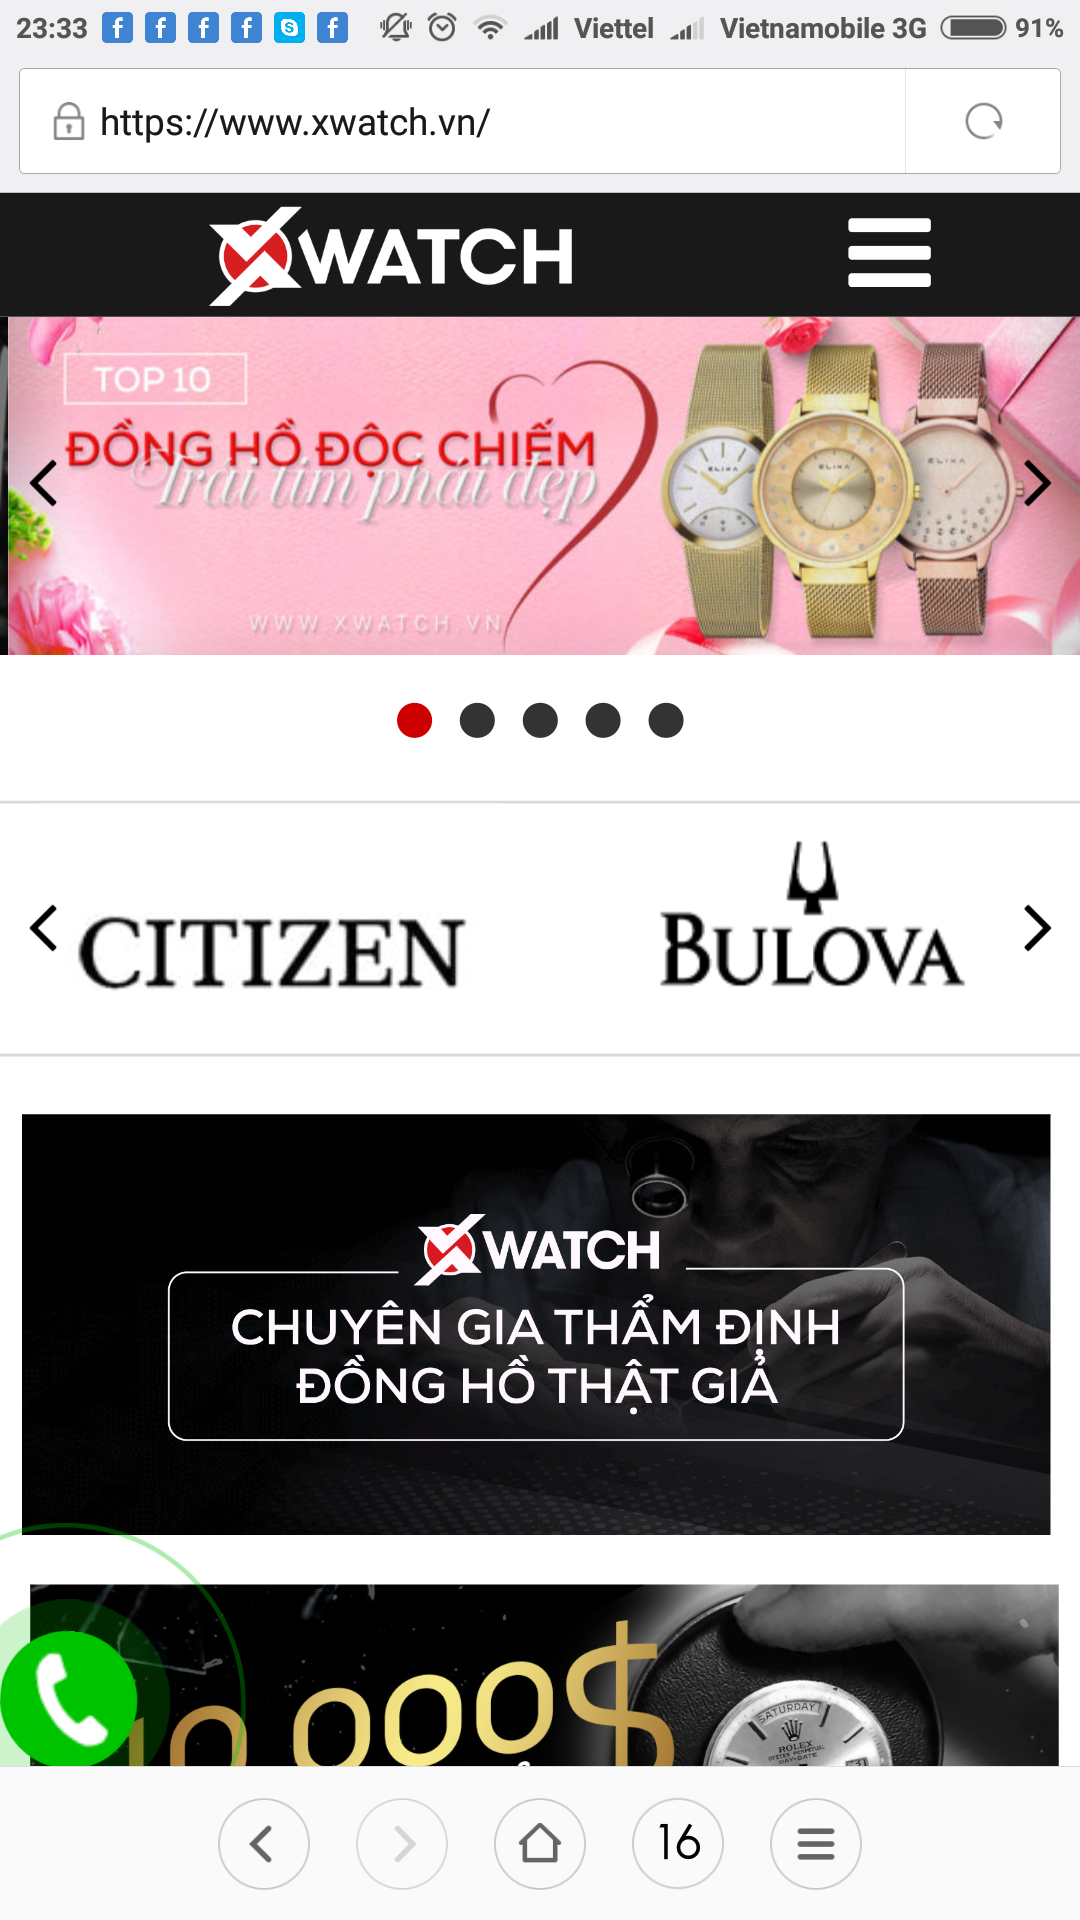 23:33 Viettel Vietnamobile 3G 91%
https://www.xwatch.vn/
XWATCH
TOP 10
ĐỒNG HỒ ĐỘC CHIẾM
Trái tim phái đẹp
ELIXA ELIXA ELIXA
WWW.XWATCH.VN
CITIZEN
BULOVA
XWATCH
CHUYÊN GIA THẨM ĐỊNH
ĐỒNG HỒ THẬT GIẢ
10.000$
SATURDAY
ROLEX
OYSTER PERPETUAL
DAY-DATE
16